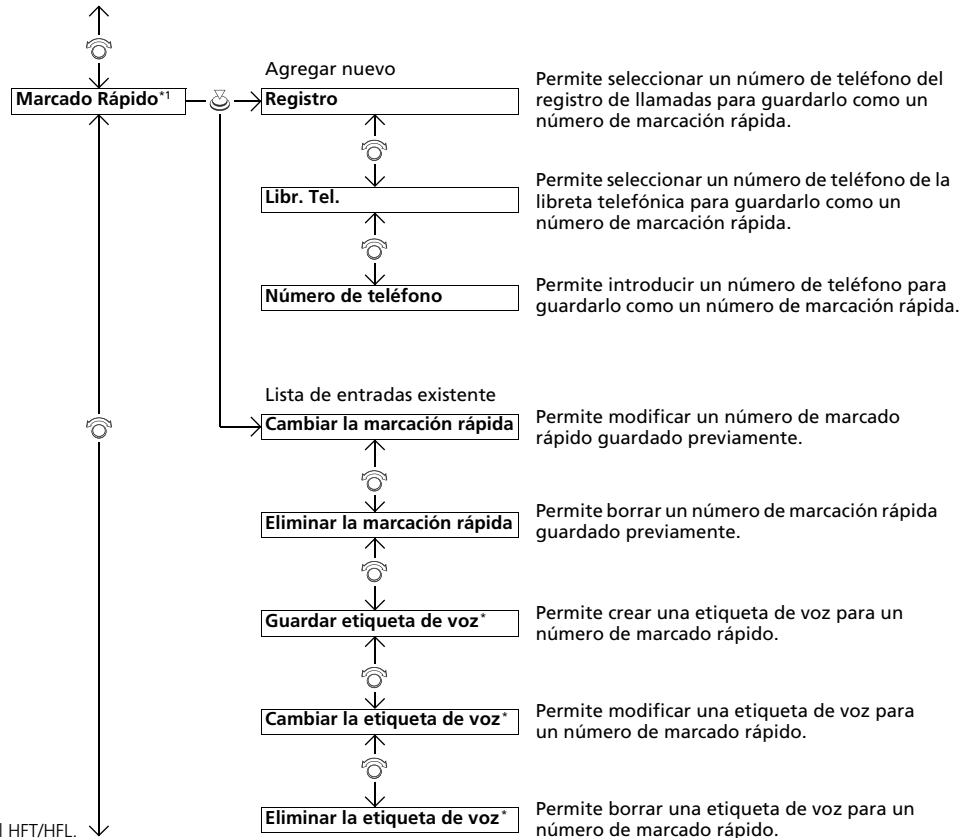 Agregar nuevo
Marcado Rápido*1
Registro
Permite seleccionar un número de teléfono del
registro de llamadas para guardarlo como un
número de marcación rápida.
Libr. Tel.
Permite seleccionar un número de teléfono de la
libreta telefónica para guardarlo como un
número de marcación rápida.
Número de teléfono
Permite introducir un número de teléfono para
guardarlo como un número de marcación rápida.
Lista de entradas existente
Cambiar la marcación rápida
Permite modificar un número de marcado
rápido guardado previamente.
Eliminar la marcación rápida
Permite borrar un número de marcación rápida
guardado previamente.
Guardar etiqueta de voz*
Permite crear una etiqueta de voz para un
número de marcado rápido.
Cambiar la etiqueta de voz*
Permite modificar una etiqueta de voz para
un número de marcado rápido.
Eliminar la etiqueta de voz*
Permite borrar una etiqueta de voz para un
número de marcado rápido.
HFT/HFL.